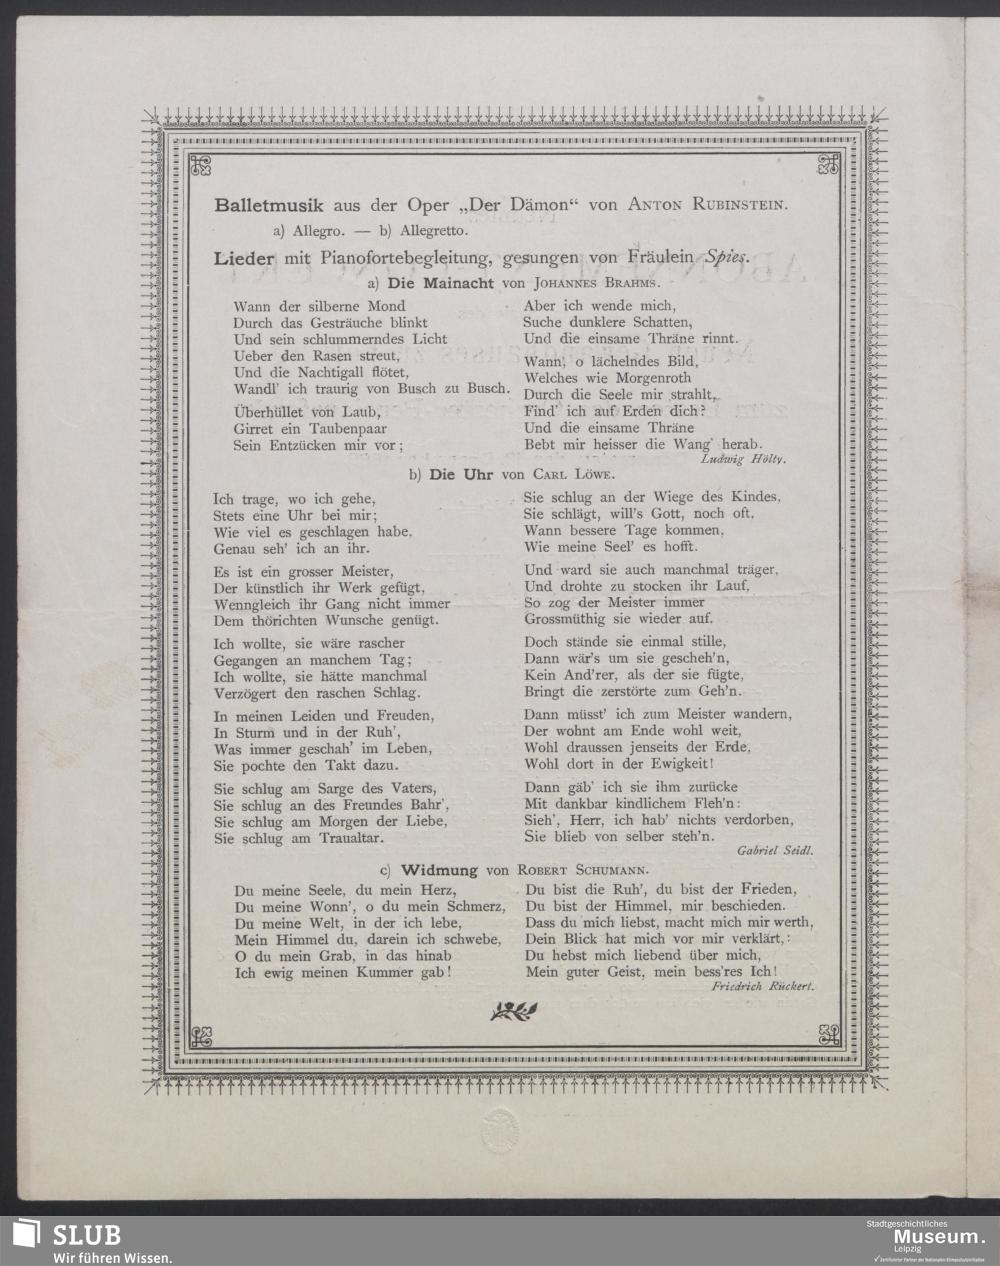 Balletmusik aus der Oper „Der Dämon“ von Anton Rubinstein.
a) Allegro. — b) Allegretto.
Lieder mit Pianofortebegleitung, gesungen von Fräulein Spies.
a) Die Mainacht von Johannes Brahms.
Wann der silberne Mond
Durch das Gesträuche blinkt
Und sein schlummerndes Licht
Ueber den Rasen streut,
Und die Nachtigall flötet,
Wandl' ich traurig von Busch zu Busch.
Überhüllet von Laub,
Girret ein Taubenpaar
Sein Entzücken mir vor;
Aber ich wende mich,
Suche dunklere Schatten,
Und die einsame Thräne rinnt.
Wann, o lächelndes Bild,
Welches wie Morgenroth
Durch die Seele mir strahlt,
Find' ich auf Erden dich?
Und die einsame Thräne
Bebt mir heisser die Wang' herab.
Ludwig Hölty.
b) Die Uhr von Carl Löwe.
Ich trage, wo ich gehe,
Stets eine Uhr bei mir;
Wie viel es geschlagen habe,
Genau seh' ich an ihr.
Es ist ein grosser Meister,
Der künstlich ihr Werk gefügt,
Wenngleich ihr Gang nicht immer
Dem thörichten Wunsche genügt.
Ich wollte, sie wäre rascher
Gegangen an manchem Tag;
Ich wollte, sie hätte manchmal
Verzögert den raschen Schlag.
In meinen Leiden und Freuden,
In Sturm und in der Ruh',
Was immer geschah' im Leben,
Sie pochte den Takt dazu.
Sie schlug am Sarge des Vaters,
Sie schlug an des Freundes Bahr',
Sie schlug am Morgen der Liebe,
Sie schlug am Traualtar.
Sie schlug an der Wiege des Kindes,
Sie schlägt, will's Gott, noch oft,
Wann bessere Tage kommen,
Wie meine Seel' es hofft.
Und ward sie auch manchmal träger,
Und drohte zu stocken ihr Lauf,
So zog der Meister immer
Grossmüthig sie wieder auf.
Doch stände sie einmal stille,
Dann wär's um sie gescheh'n,
Kein And'rer, als der sie fügte,
Bringt die zerstörte zum Geh'n.
Dann müsst' ich zum Meister wandern,
Der wohnt am Ende wohl weit,
Wohl draussen jenseits der Erde,
Wohl dort in der Ewigkeit!
Dann gäb' ich sie ihm zurücke
Mit dankbar kindlichem Fleh'n:
Sieh', Herr, ich hab' nichts verdorben,
Sie blieb von selber steh'n.
Gabriel Seidl.
c) Widmung von Robert Schumann.
Du meine Seele, du mein Herz,
Du meine Wonn', o du mein Schmerz,
Du meine Welt, in der ich lebe,
Mein Himmel du, darein ich schwebe,
O du mein Grab, in das hinab
Ich ewig meinen Kummer gab!
Du bist die Ruh', du bist der Frieden,
Du bist der Himmel, mir beschieden.
Dass du mich liebst, macht mich mir werth,
Dein Blick hat mich vor mir verklärt,:
Du hebst mich liebend über mich,
Mein guter Geist, mein bess'res Ich!
Friedrich Rückert.
SLUB
Wir führen Wissen.
Stadtgeschichtliches
Museum.
Leipzig
Zertifizierter Partner der Nationalen Klimaschutzinitiative